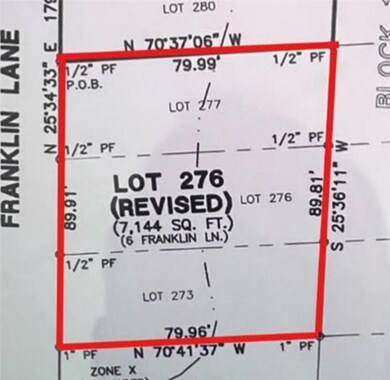 LOT 280
N 70°37'06" W
1/2" PF
79.99'
1/2" PF
P.O.B.
LOT 277
FRANKLIN LANE
N 25°34'33" E
BLOCK
1/2" PF
1/2" PF
LOT 276
(REVISED)
(7,144 SQ. FT.)
(6 FRANKLIN LN.)
LOT 276
89.91'
89.81'
S 25°36'11" W
1/2" PF
LOT 273
79.96'
1" PF
N 70°41'37" W
1" PF
ZONE X